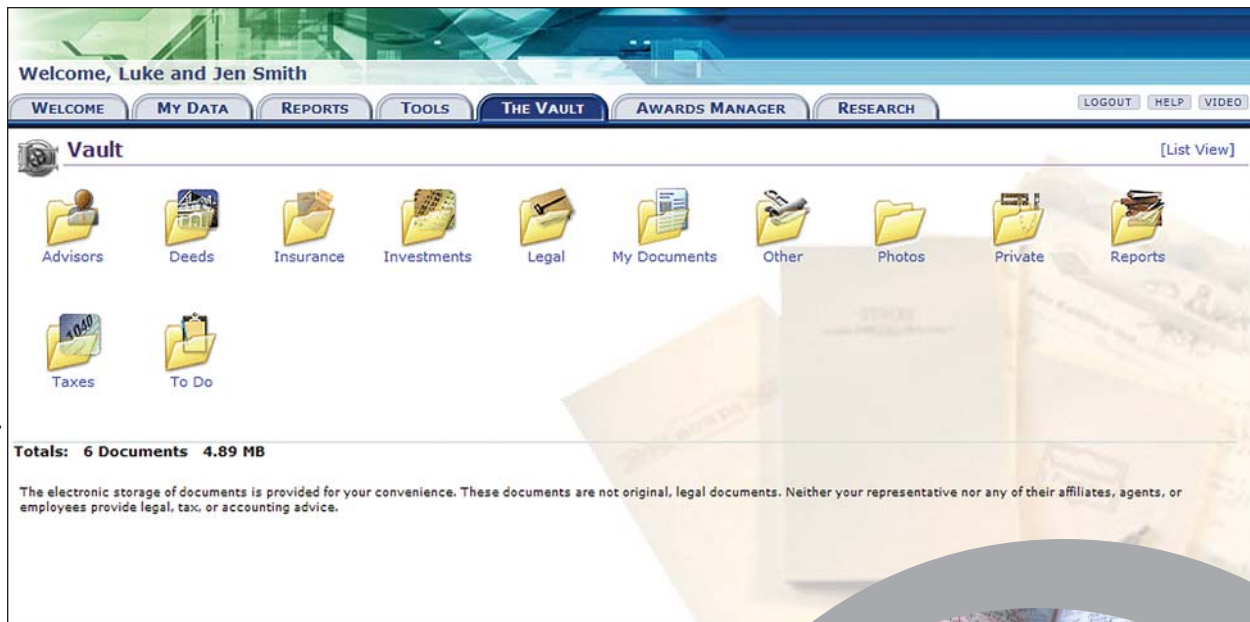 Welcome, Luke and Jen Smith
WELCOME MY DATA REPORTS TOOLS THE VAULT AWARDS MANAGER RESEARCH LOGOUT HELP VIDEO
Vault [List View]
Advisors Deeds Insurance Investments Legal My Documents Other Photos Private Reports
1040
Taxes To Do
Totals: 6 Documents 4.89 MB
The electronic storage of documents is provided for your convenience. These documents are not original, legal documents. Neither your representative nor any of their affiliates, agents, or
employees provide legal, tax, or accounting advice.